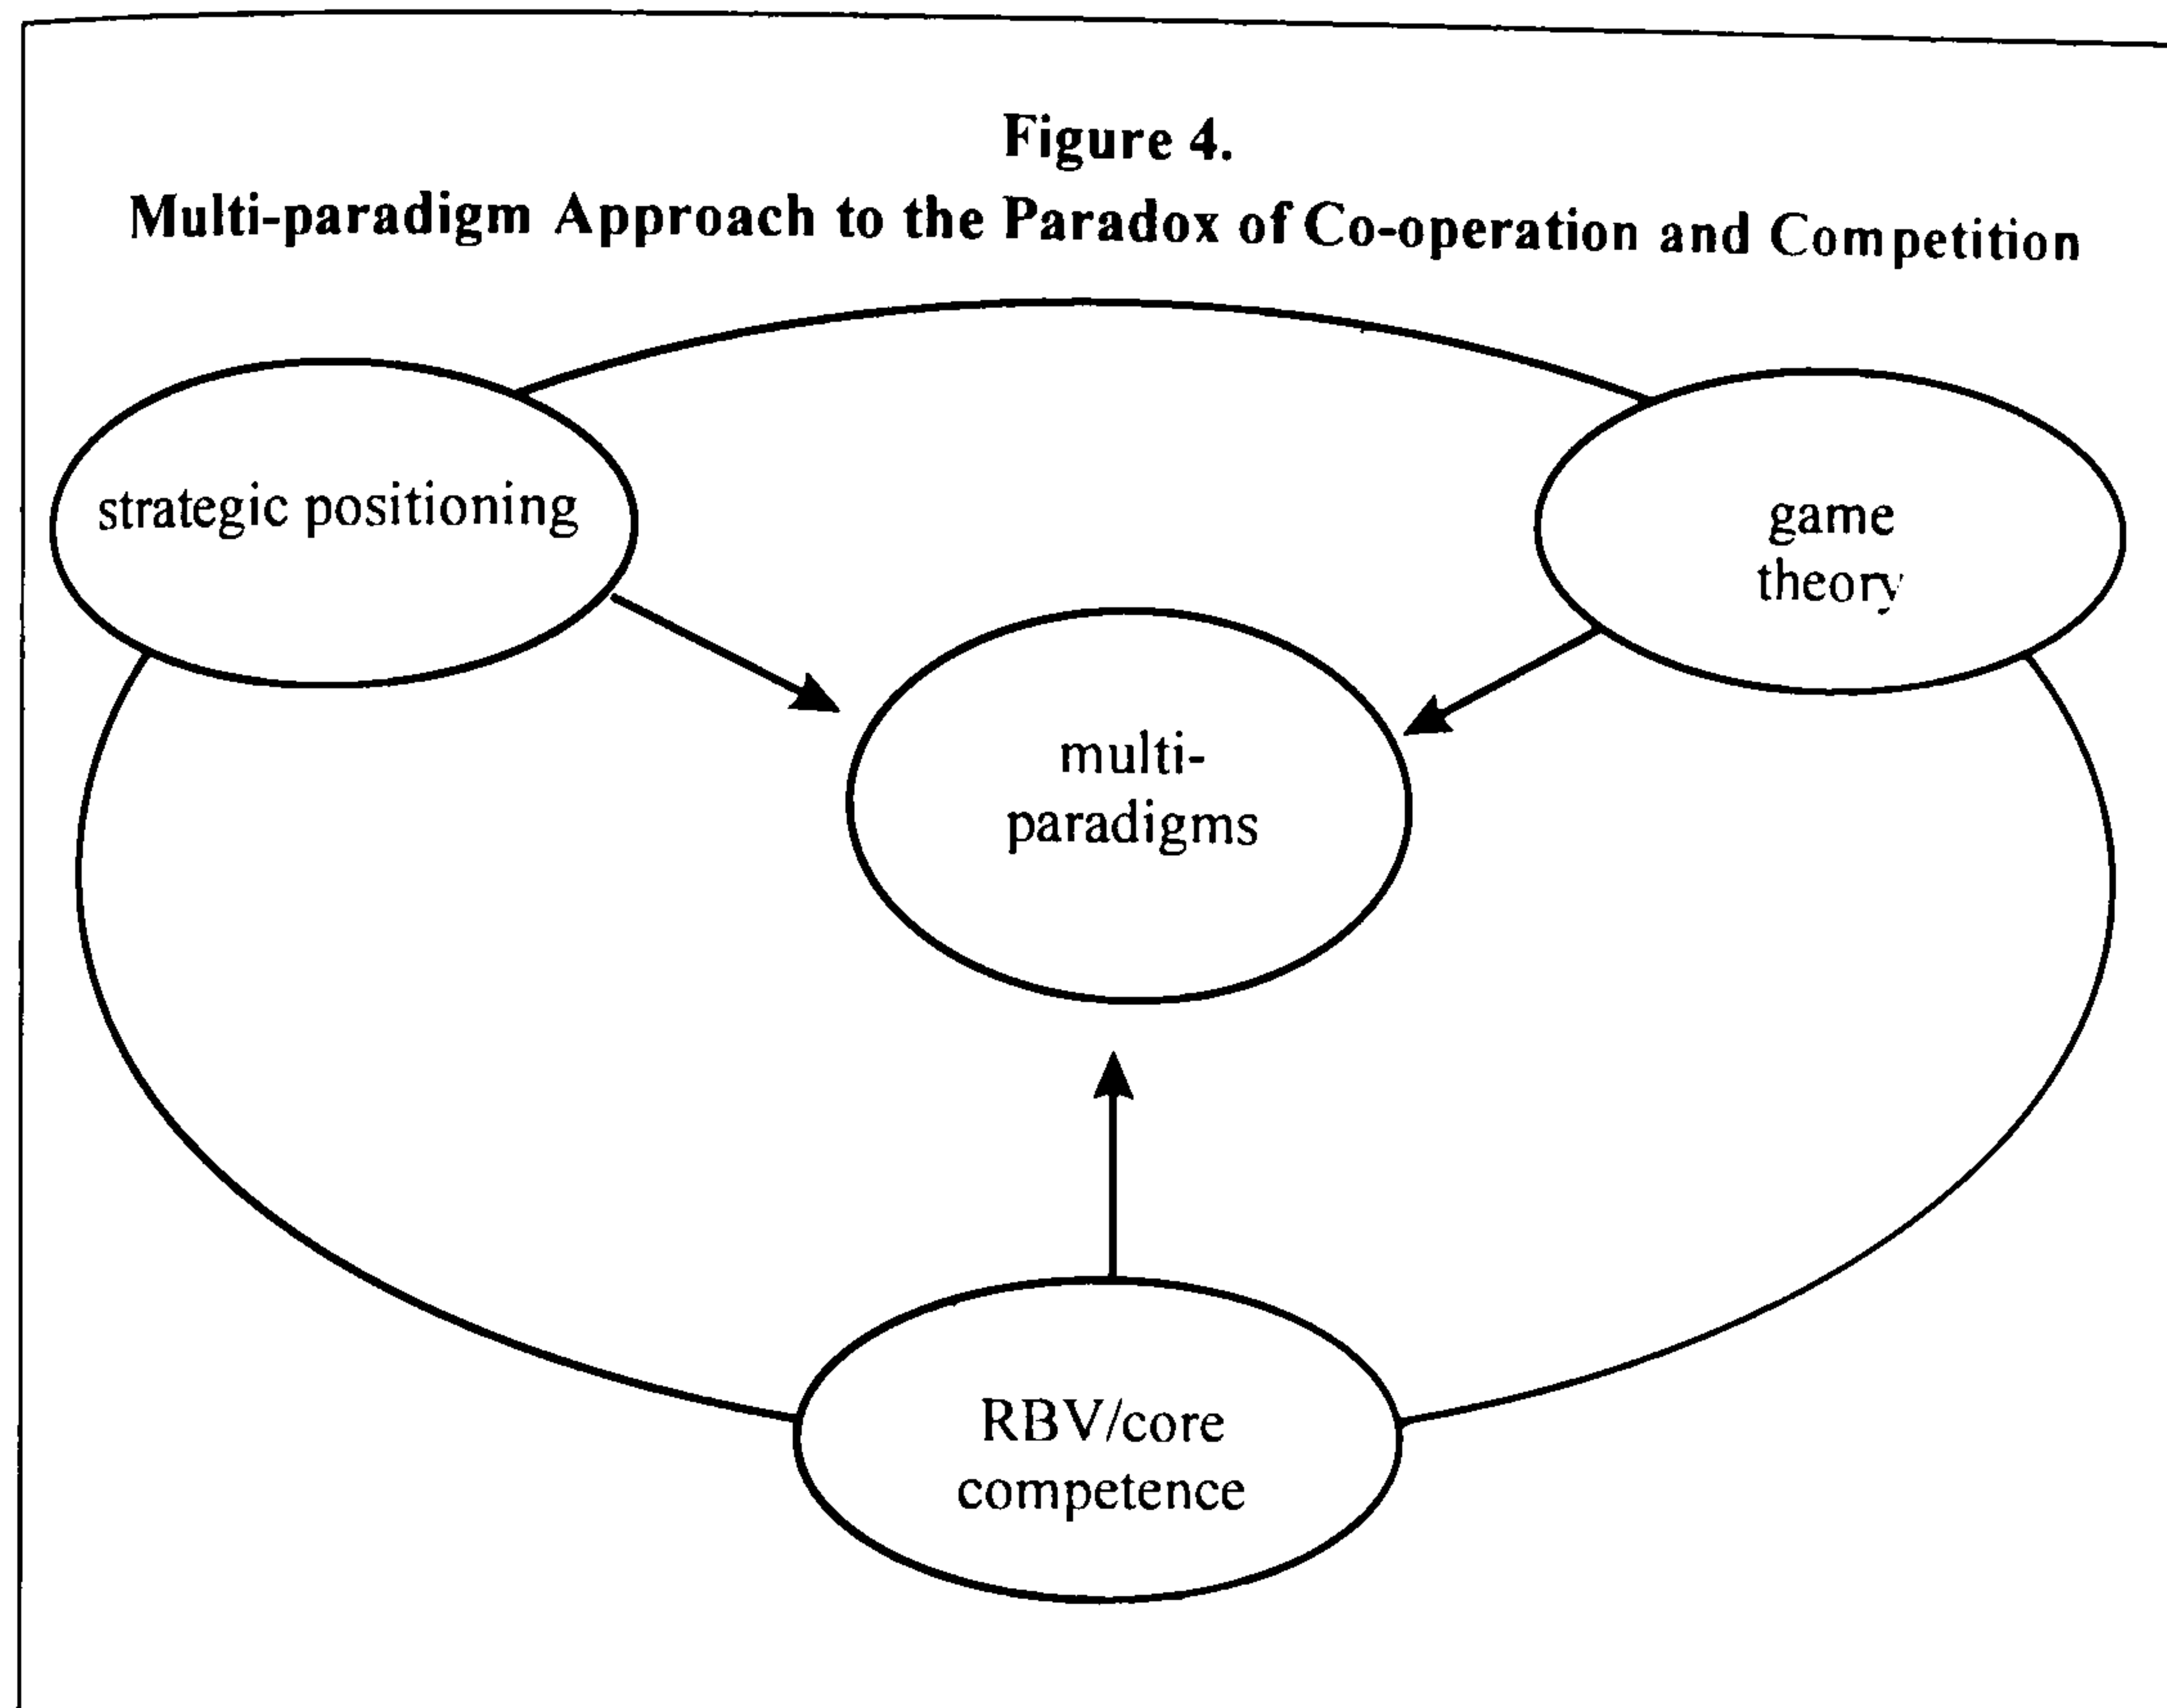 Figure 4.
Multi-paradigm Approach to the Paradox of Co-operation and Competition
strategic positioning
game
theory
multi-
paradigms
RBV/core
competence